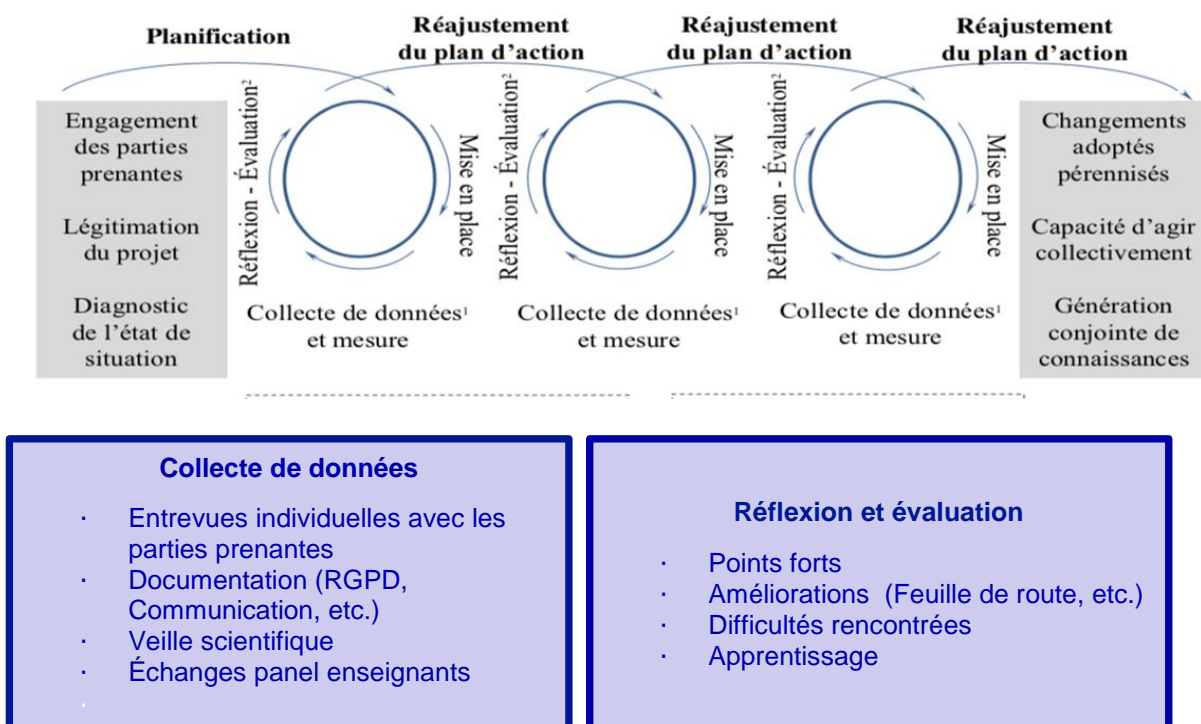 Planification
Réajustement
du plan d’action
Réajustement
du plan d’action
Réajustement
du plan d’action
Engagement
des parties
prenantes
Légitimation
du projet
Diagnostic
de l’état de
situation
Réflexion - Évaluation²
Mise en place
Collecte de données¹
et mesure
Réflexion - Évaluation²
Mise en place
Collecte de données¹
et mesure
Réflexion - Évaluation²
Mise en place
Collecte de données¹
et mesure
Changements
adoptés
pérennisés
Capacité d’agir
collectivement
Génération
conjointe de
connaissances
Collecte de données
· Entrevues individuelles avec les
parties prenantes
· Documentation (RGPD,
Communication, etc.)
· Veille scientifique
· Échanges panel enseignants
·
Réflexion et évaluation
· Points forts
· Améliorations (Feuille de route, etc.)
· Difficultés rencontrées
· Apprentissage